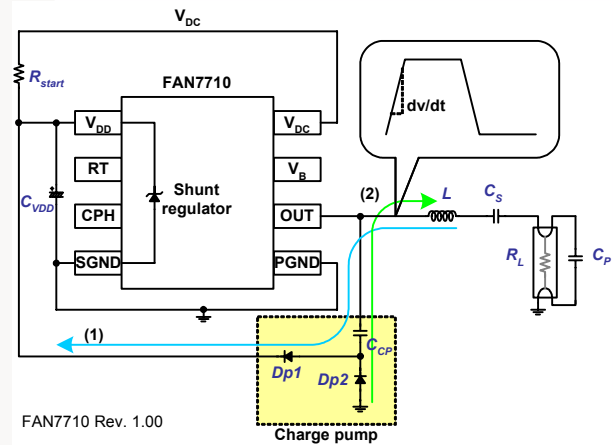 VDC
Rstart
FAN7710
dv/dt
VDD
VDC
RT
VB
Shunt
regulator
CPH
OUT
SGND
PGND
CVDD
(2)
L
CS
RL
CP
(1)
CCP
Dp1
Dp2
FAN7710 Rev. 1.00
Charge pump